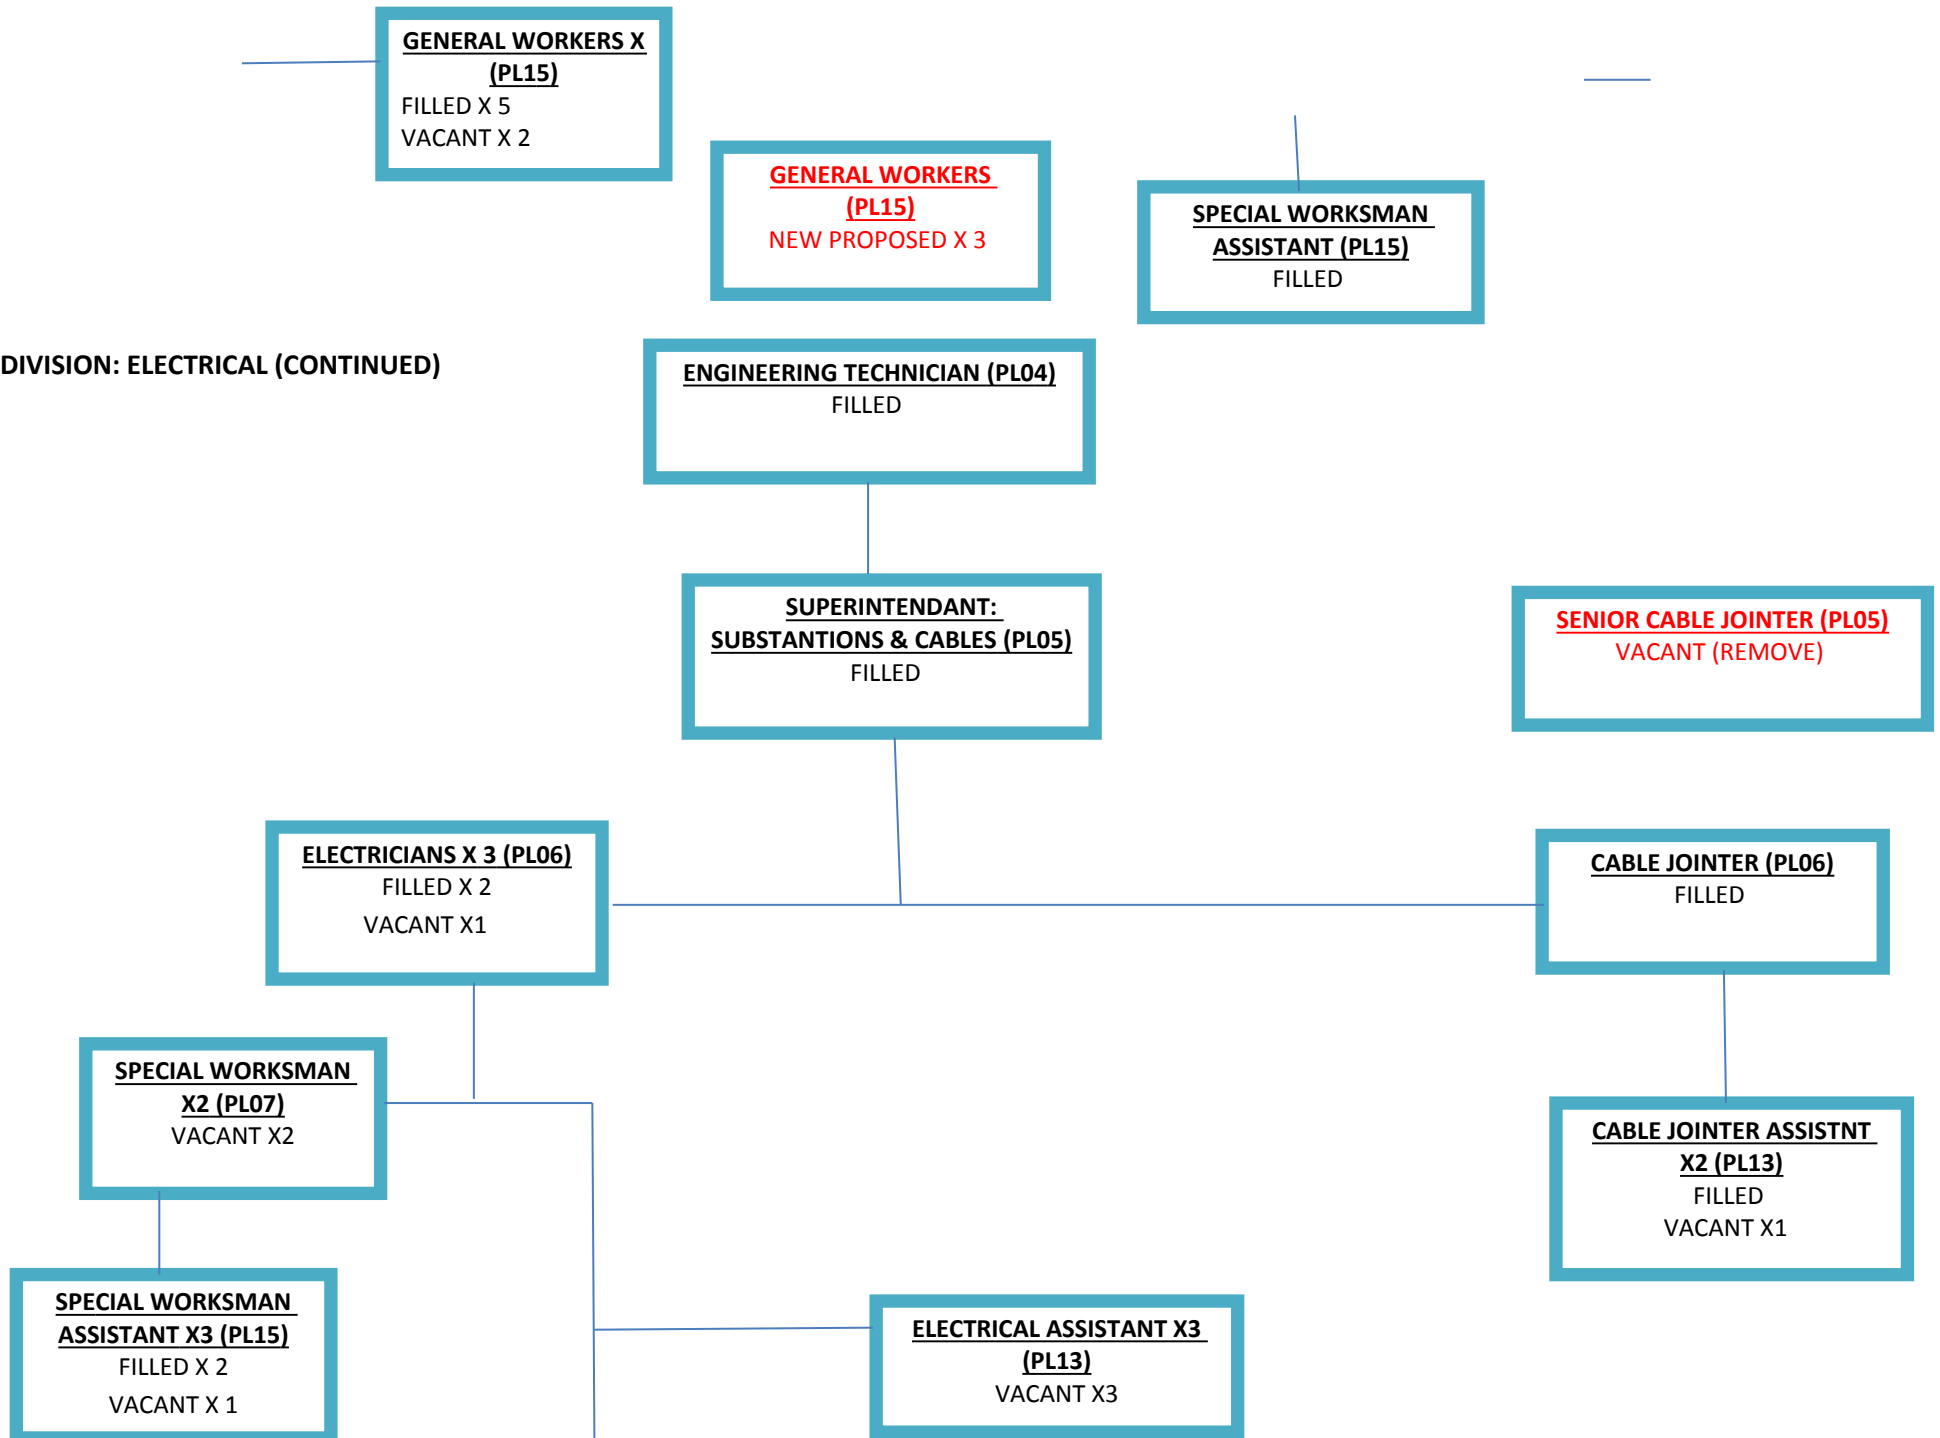 GENERAL WORKERS X
(PL15)
FILLED X 5
VACANT X 2
GENERAL WORKERS
(PL15)
NEW PROPOSED X 3
SPECIAL WORKSMAN
ASSISTANT (PL15)
FILLED
DIVISION: ELECTRICAL (CONTINUED)
ENGINEERING TECHNICIAN (PL04)
FILLED
SUPERINTENDANT:
SUBSTANTIONS & CABLES (PL05)
FILLED
SENIOR CABLE JOINTER (PL05)
VACANT (REMOVE)
ELECTRICIANS X 3 (PL06)
FILLED X 2
VACANT X1
CABLE JOINTER (PL06)
FILLED
SPECIAL WORKSMAN
X2 (PL07)
VACANT X2
CABLE JOINTER ASSISTNT
X2 (PL13)
FILLED
VACANT X1
SPECIAL WORKSMAN
ASSISTANT X3 (PL15)
FILLED X 2
VACANT X 1
ELECTRICAL ASSISTANT X3
(PL13)
VACANT X3